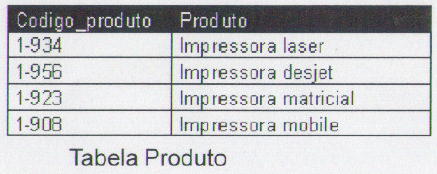 Codigo_produto Produto
1-934 Impressora laser
1-956 Impressora desjet
1-923 Impressora matricial
1-908 Impressora mobile
Tabela Produto